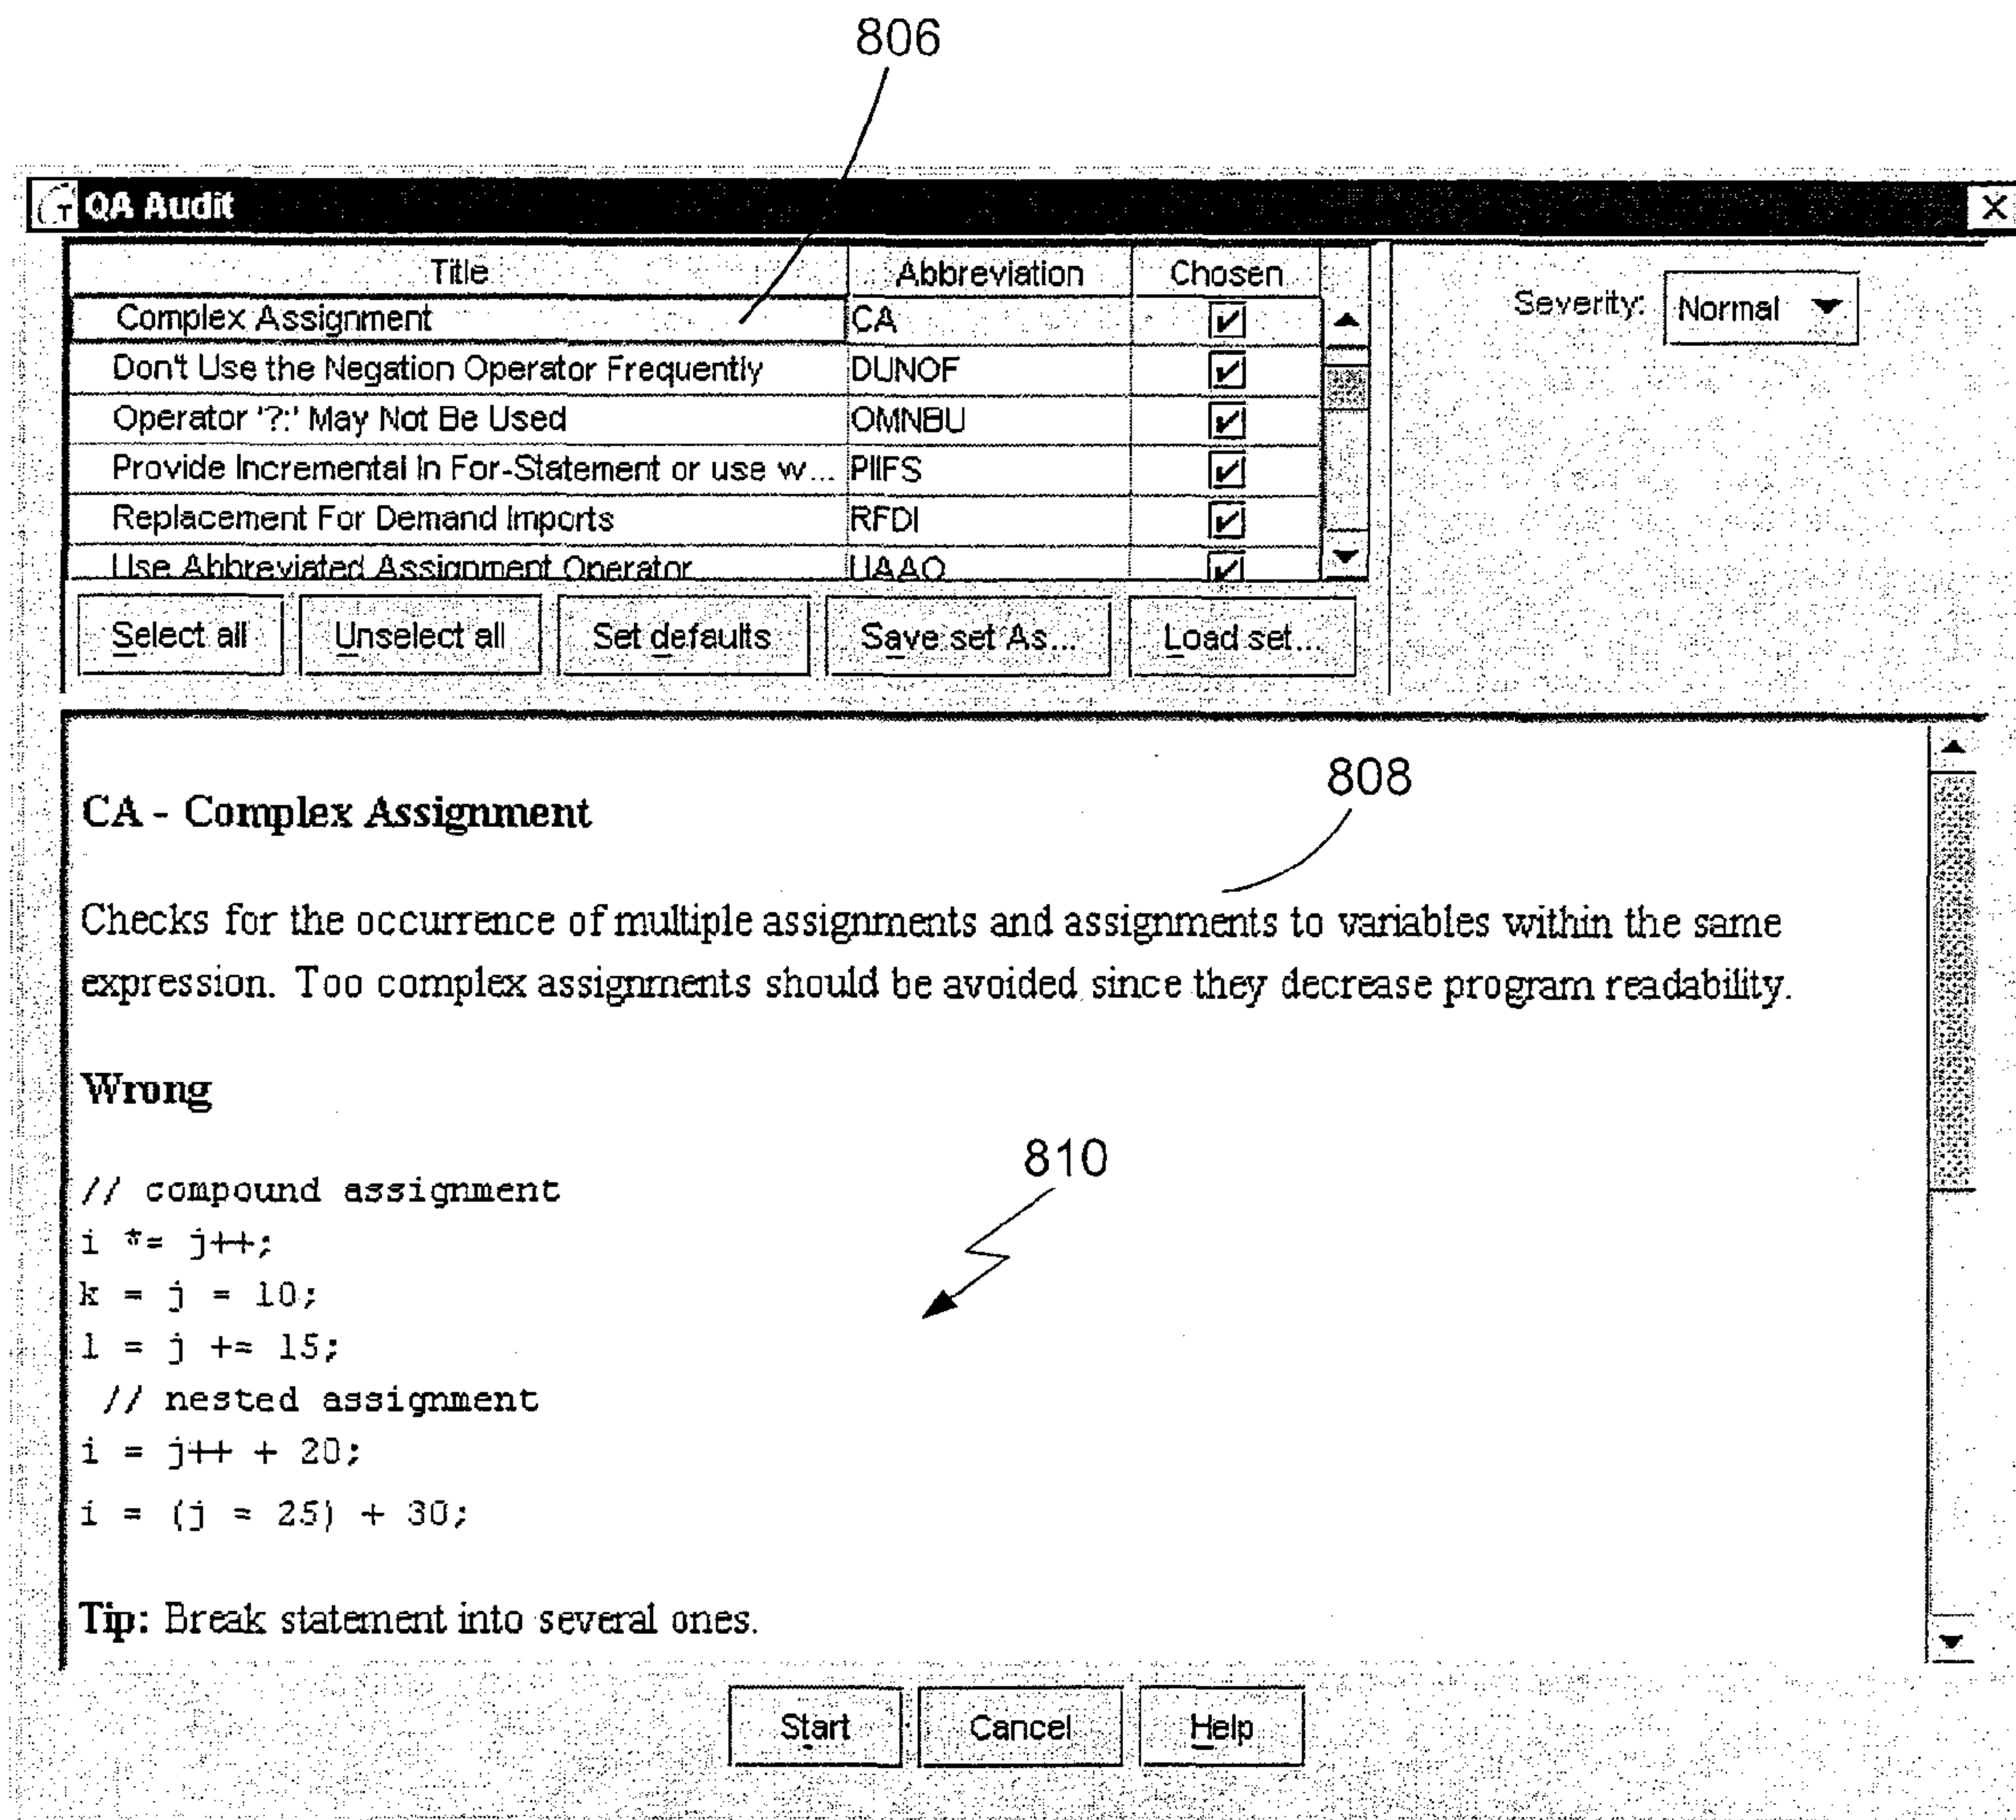 806
QA Audit
Title Abbreviation Chosen
Complex Assignment CA
Don't Use the Negation Operator Frequently DUNOF
Operator '?:' May Not Be Used OMNBU
Provide Incremental In For-Statement or use w... PIIFS
Replacement For Demand Imports RFDI
Use Abbreviated Assignment Operator UAAO
Severity: Normal
Select all Unselect all Set defaults Save set As... Load set...
808
CA - Complex Assignment
Checks for the occurrence of multiple assignments and assignments to variables within the same
expression. Too complex assignments should be avoided since they decrease program readability.
Wrong
810
// compound assignment
i *= j++;
k = j = 10;
l = j += 15;
// nested assignment
i = j++ + 20;
i = (j = 25) + 30;
Tip: Break statement into several ones.
Start Cancel Help